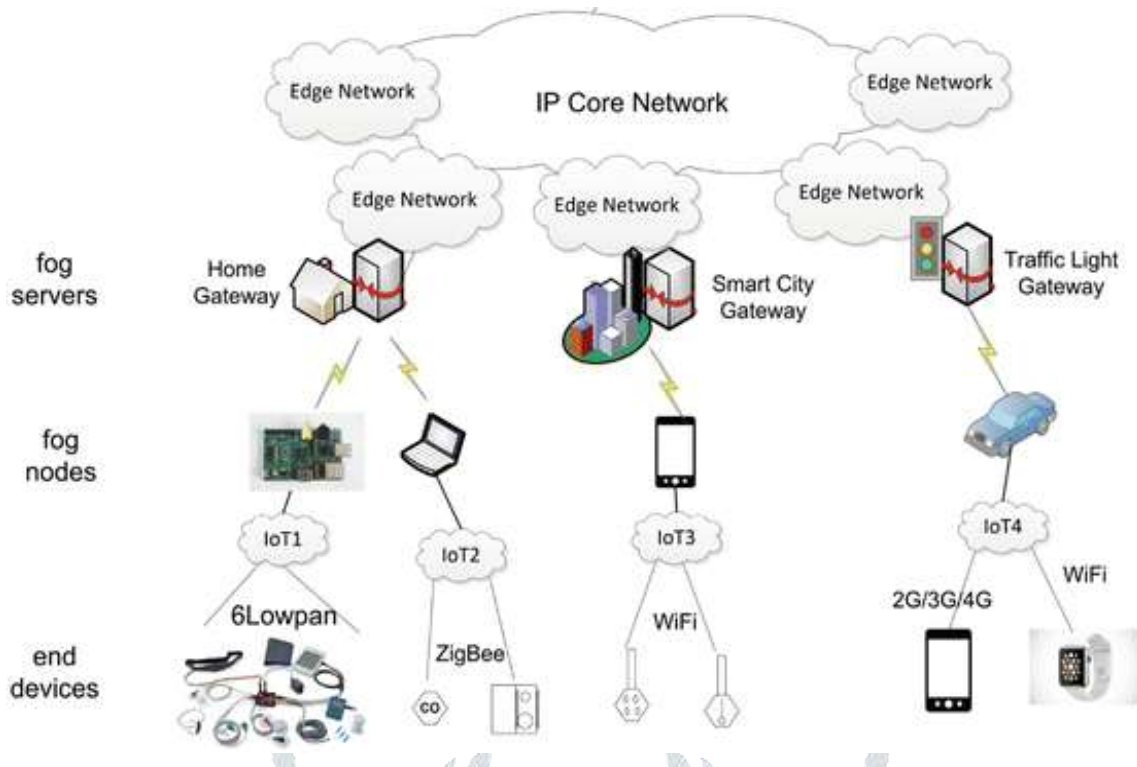 Edge Network
Edge Network
IP Core Network
Edge Network
Edge Network
Edge Network
fog
servers
Home
Gateway
Smart City
Gateway
Traffic Light
Gateway
fog
nodes
IoT1
IoT2
IoT3
IoT4
6Lowpan
ZigBee
WiFi
2G/3G/4G
WiFi
end
devices
CO